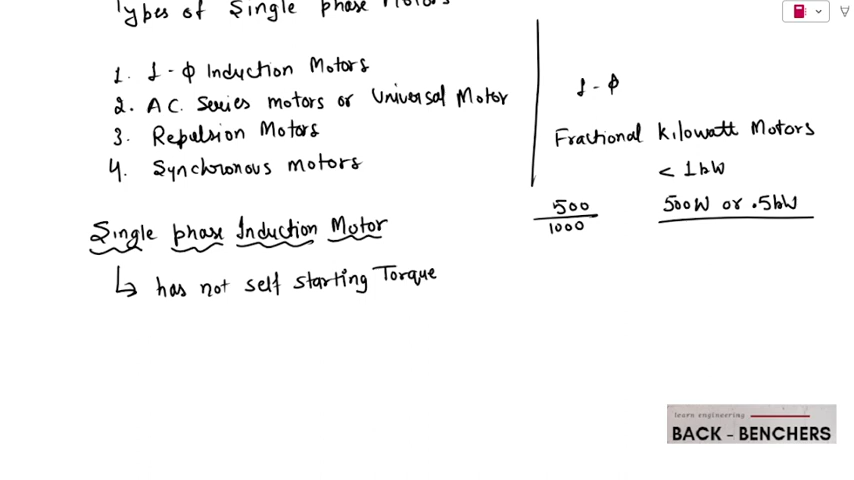 Types of Single phase Motors
1. 1-φ Induction Motors
2. A.C. Series motors or Universal Motor
3. Repulsion Motors
4. Synchronous motors
1-φ
Fractional kilowatt Motors
< 1kW
500/1000
500W or .5kW
Single phase Induction Motor
↳ has not self starting Torque
learn engineering
BACK - BENCHERS